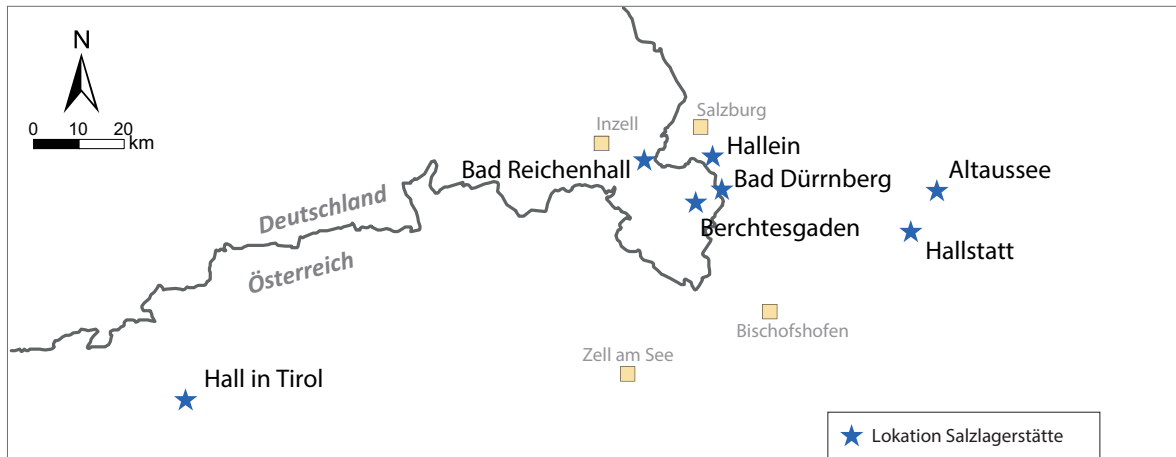 N
0 10 20
km
Salzburg
Inzell
Hallein
Bad Reichenhall
Altaussee
Bad Dürrnberg
Deutschland
Berchtesgaden
Hallstatt
Österreich
Bischofshofen
Zell am See
Hall in Tirol
Lokation Salzlagerstätte